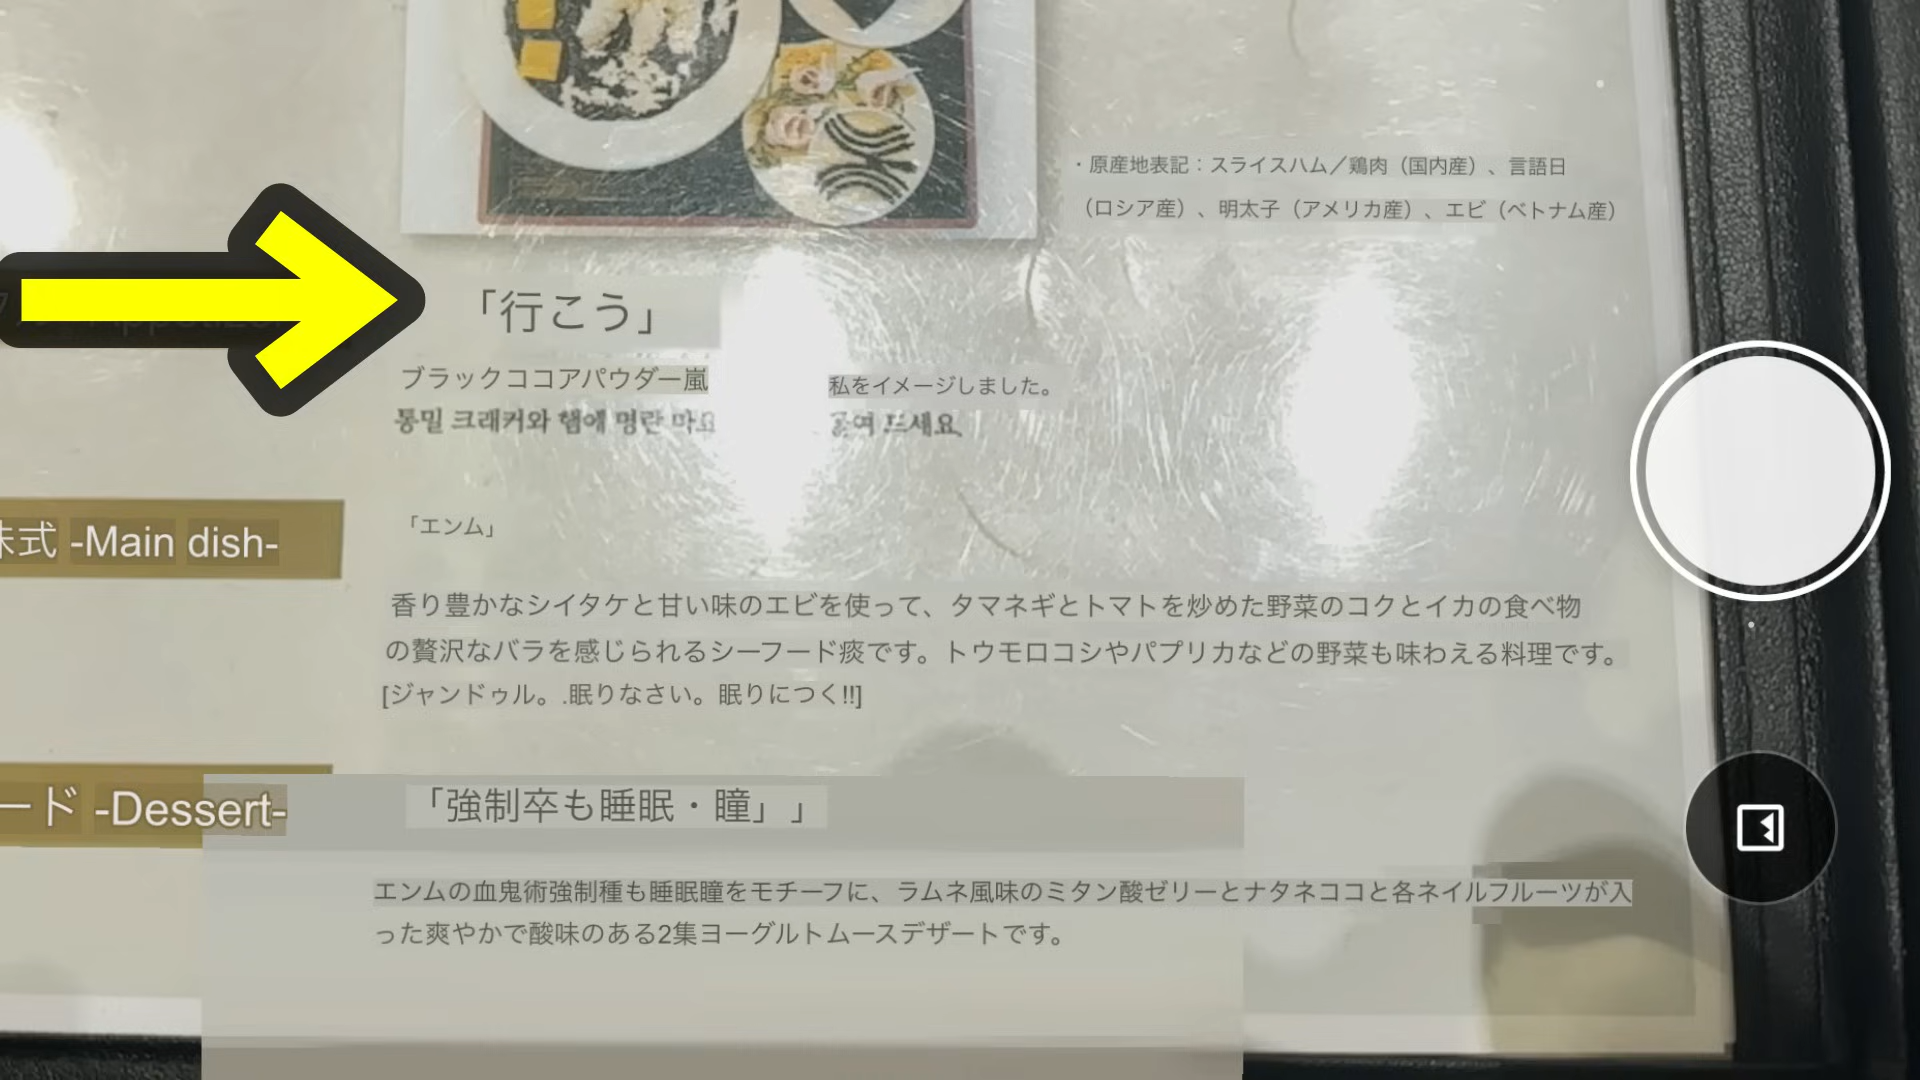 ・原産地表記：スライスハム／鶏肉（国内産）、言語日
（ロシア産）、明太子（アメリカ産）、エビ（ベトナム産）
「行こう」
ブラックココアパウダー嵐 私をイメージしました。
통밀 크래커와 햄에 명란 마요 드세요.
「エンム」
式 -Main dish-
香り豊かなシイタケと甘い味のエビを使って、タマネギとトマトを炒めた野菜のコクとイカの食べ物
の贅沢なバラを感じられるシーフード痰です。トウモロコシやパプリカなどの野菜も味わえる料理です。
[ジャンドゥル。.眠りなさい。眠りにつく!!]
ード -Dessert-
「強制卒も睡眠・瞳」」
エンムの血鬼術強制種も睡眠瞳をモチーフに、ラムネ風味のミタン酸ゼリーとナタネココと各ネイルフルーツが入
った爽やかで酸味のある2集ヨーグルトムースデザートです。